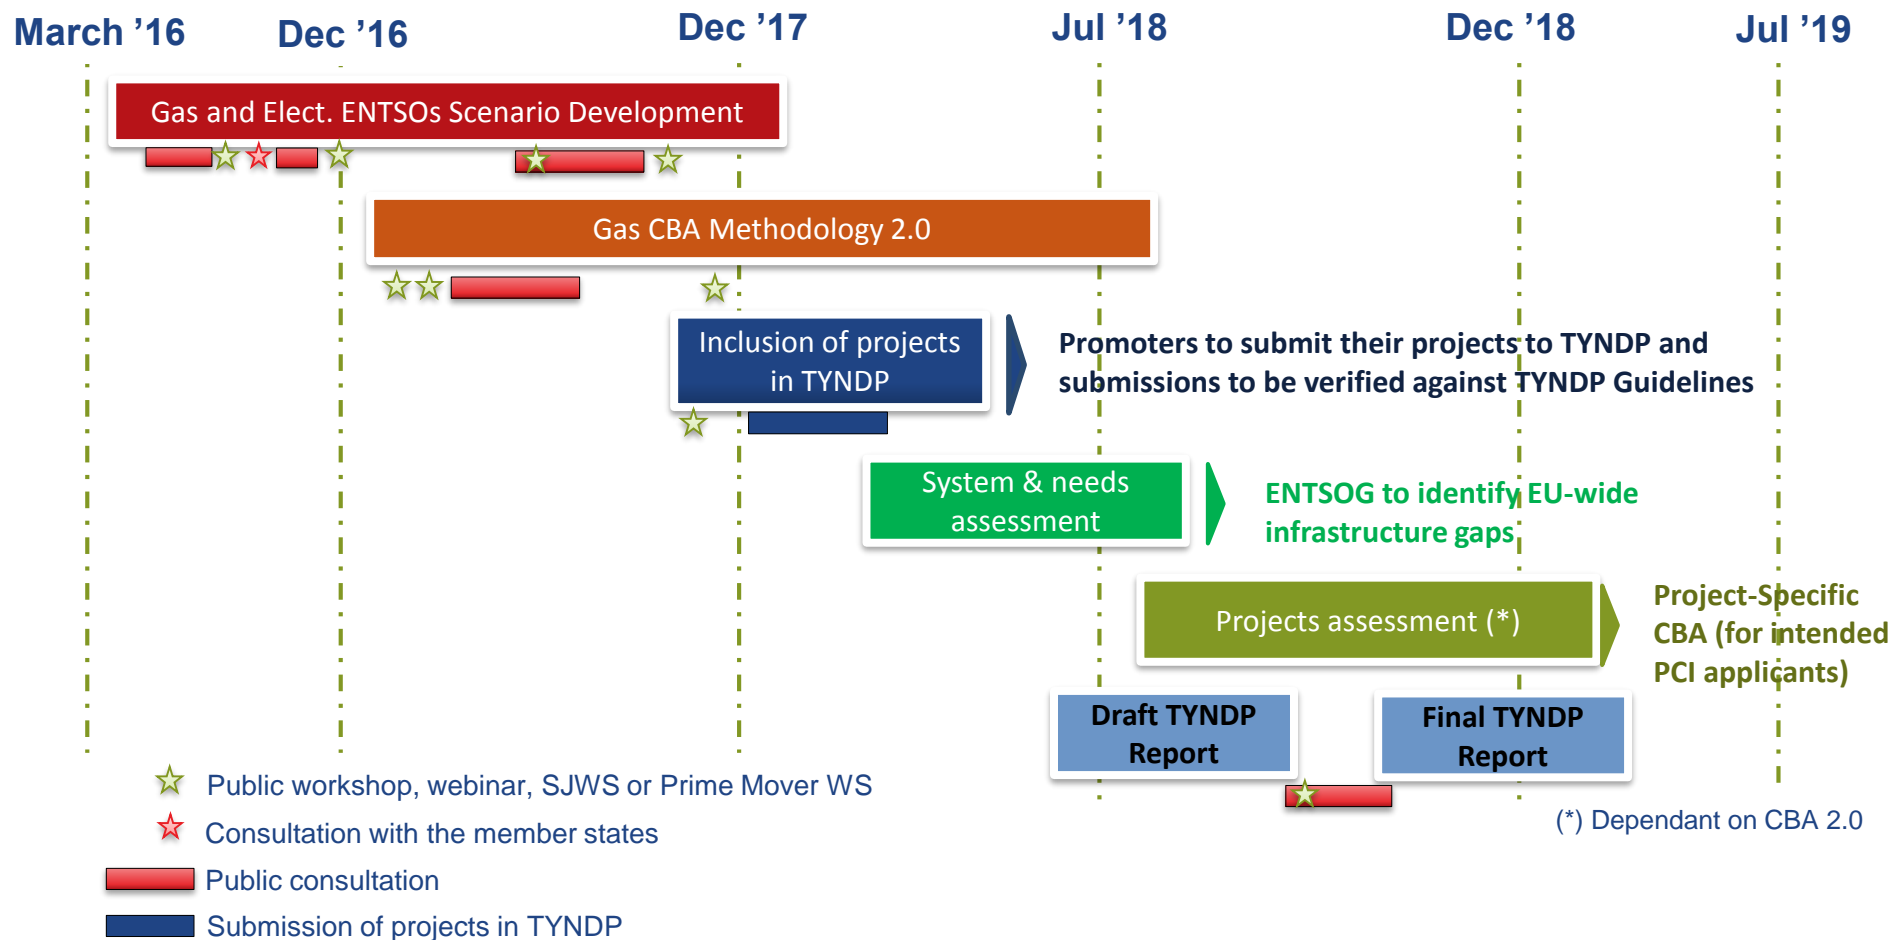 March ’16
Dec ’16
Dec ’17
Jul ’18
Dec ’18
Jul ’19
Gas and Elect. ENTSOs Scenario Development
Gas CBA Methodology 2.0
Inclusion of projects
in TYNDP
Promoters to submit their projects to TYNDP and
submissions to be verified against TYNDP Guidelines
System & needs
assessment
ENTSOG to identify EU-wide
infrastructure gaps
Projects assessment (*)
Project-Specific
CBA (for intended
PCI applicants)
Draft TYNDP
Report
Final TYNDP
Report
Public workshop, webinar, SJWS or Prime Mover WS
Consultation with the member states
Public consultation
Submission of projects in TYNDP
(*) Dependant on CBA 2.0